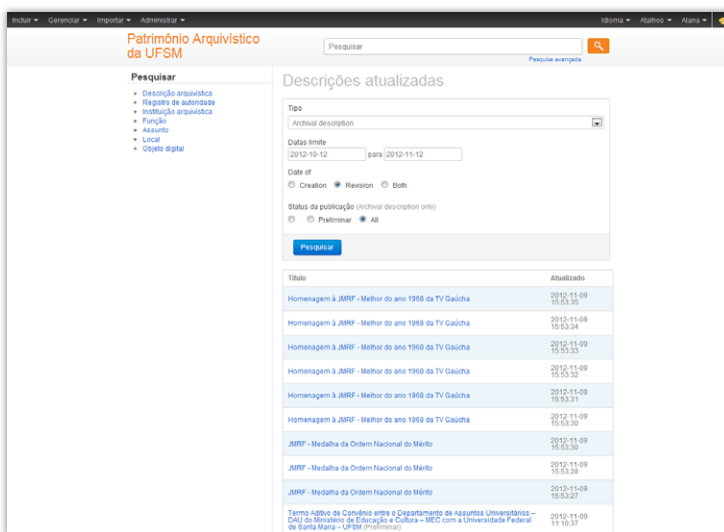 Incluir Gerenciar Importar Administrar Idioma Atalhos Alana
Patrimônio Arquivístico
da UFSM
Pesquisar
Pesquisa avançada
Pesquisar
Descrição arquivística
Registro de autoridade
Instituição arquivística
Função
Assunto
Local
Objeto digital
Descrições atualizadas
Tipo
Archival description
Datas limite
2012-10-12 para 2012-11-12
Date of
Creation Revision Both
Status da publicação (Archival description only)
Preliminar All
Pesquisar
Título Atualizado
Homenagem à JMRF - Melhor do ano 1968 da TV Gaúcha 2012-11-09
15:53:35
Homenagem à JMRF - Melhor do ano 1968 da TV Gaúcha 2012-11-09
15:53:34
Homenagem à JMRF - Melhor do ano 1968 da TV Gaúcha 2012-11-09
15:53:33
Homenagem à JMRF - Melhor do ano 1968 da TV Gaúcha 2012-11-09
15:53:32
Homenagem à JMRF - Melhor do ano 1968 da TV Gaúcha 2012-11-09
15:53:31
Homenagem à JMRF - Melhor do ano 1968 da TV Gaúcha 2012-11-09
15:53:30
JMRF - Medalha da Ordem Nacional do Mérito 2012-11-09
15:53:30
JMRF - Medalha da Ordem Nacional do Mérito 2012-11-09
15:53:28
JMRF - Medalha da Ordem Nacional do Mérito 2012-11-09
15:53:27
Termo Aditivo de Convênio entre o Departamento de Assuntos Universitários –
DAU do Ministério de Educação e Cultura – MEC com a Universidade Federal
de Santa Maria – UFSM (Preliminar) 2012-11-09
11:10:37